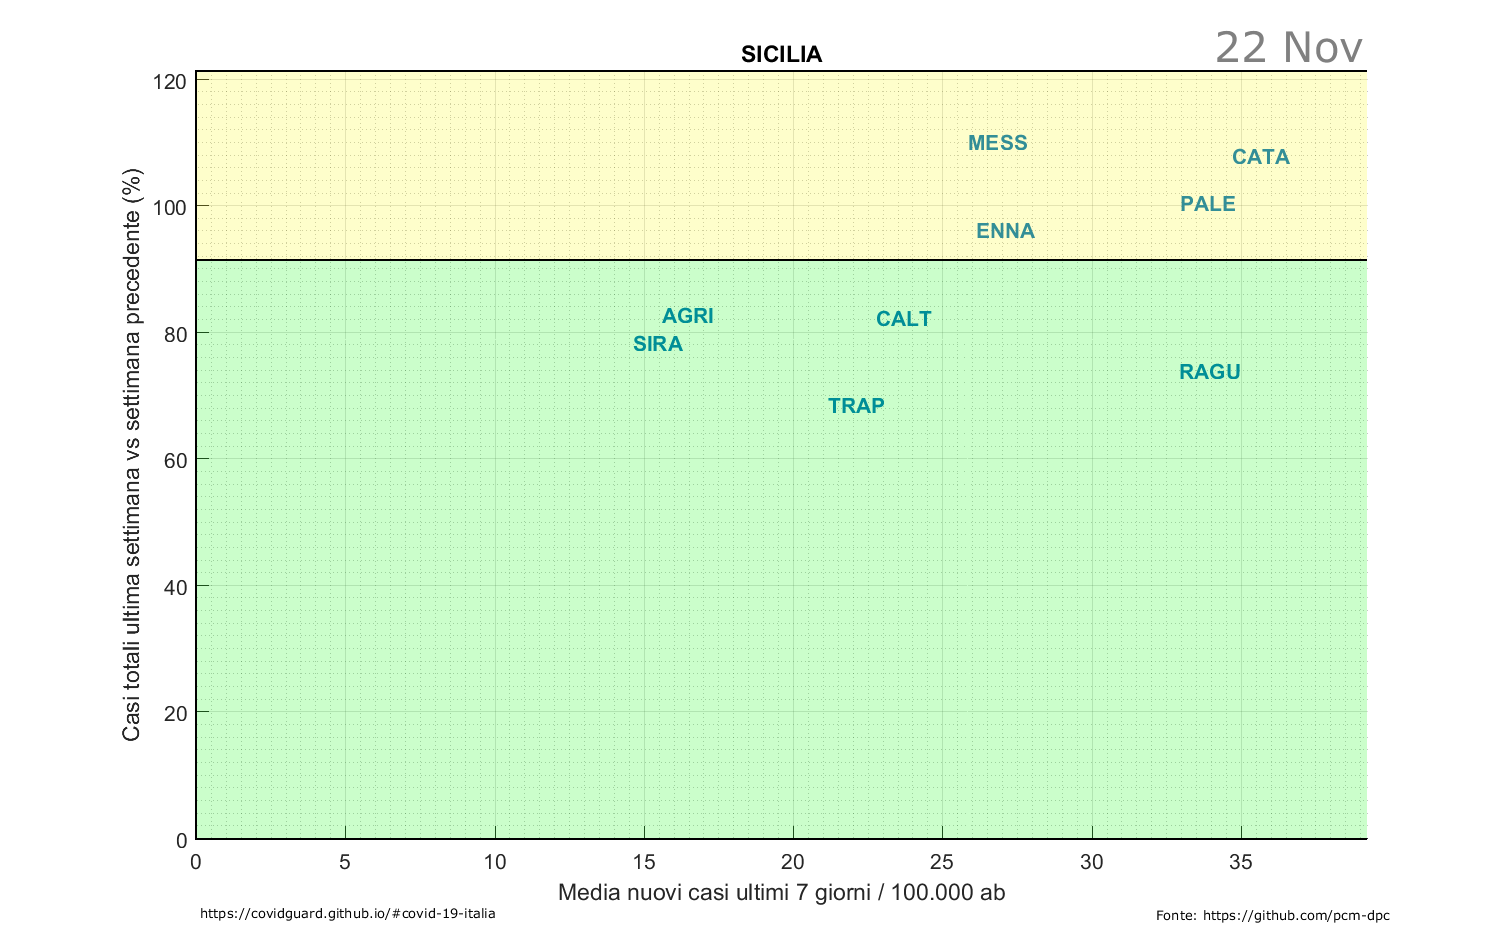 SICILIA
22 Nov
120
100
80
60
40
20
0
Casi totali ultima settimana vs settimana precedente (%)
MESS
CATA
PALE
ENNA
AGRI
CALT
SIRA
RAGU
TRAP
0 5 10 15 20 25 30 35
Media nuovi casi ultimi 7 giorni / 100.000 ab
https://covidguard.github.io/#covid-19-italia
Fonte: https://github.com/pcm-dpc